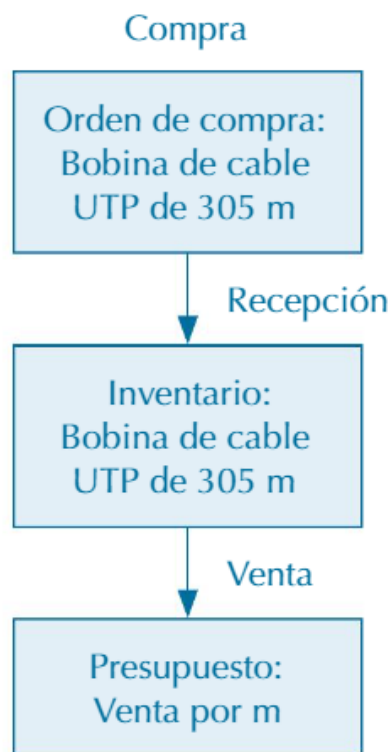 Compra
Orden de compra:
Bobina de cable
UTP de 305 m
Recepción
Inventario:
Bobina de cable
UTP de 305 m
Venta
Presupuesto:
Venta por m